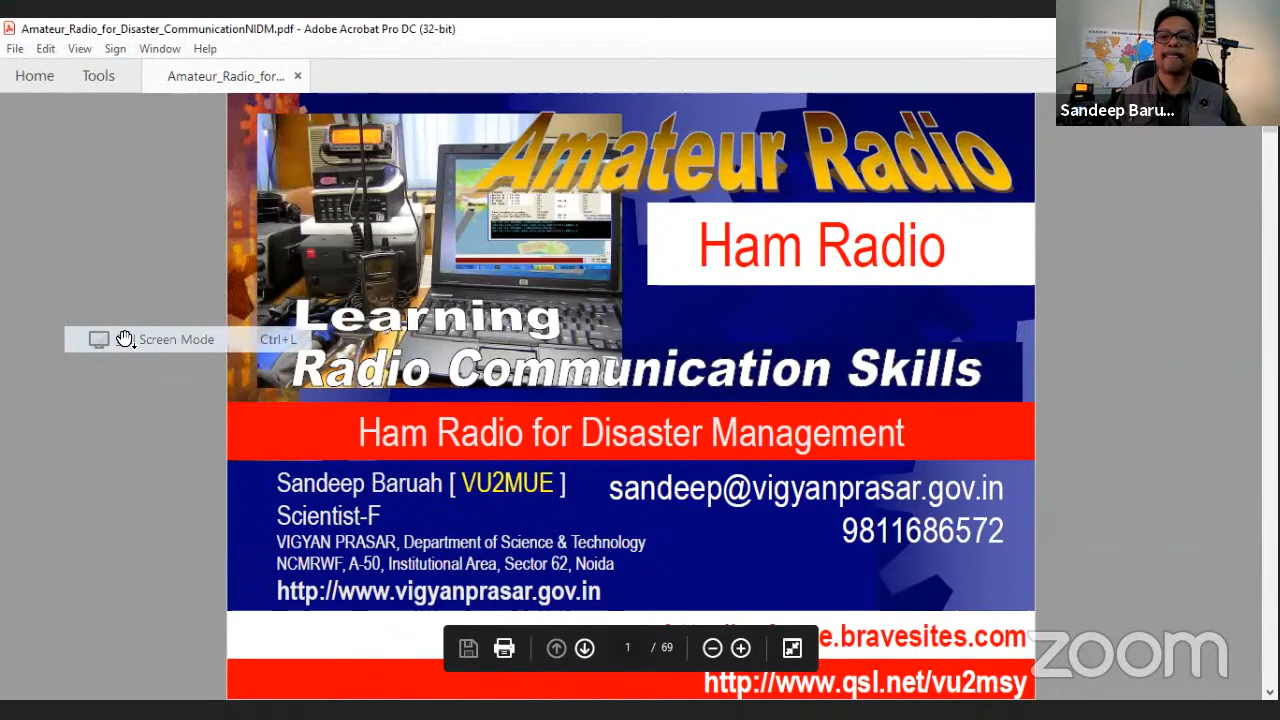 Amateur_Radio_for_Disaster_CommunicationNIDM.pdf - Adobe Acrobat Pro DC (32-bit)
File Edit View Sign Window Help
Home Tools Amateur_Radio_for... ×
Sandeep Baru...
Amateur Radio
Ham Radio
Screen Mode Ctrl+L
Learning
Radio Communication Skills
Ham Radio for Disaster Management
Sandeep Baruah [ VU2MUE ]
Scientist-F
VIGYAN PRASAR, Department of Science & Technology
NCMRWF, A-50, Institutional Area, Sector 62, Noida
http://www.vigyanprasar.gov.in
sandeep@vigyanprasar.gov.in
9811686572
e.bravesites.com
1 / 69
http://www.qsl.net/vu2msy
zoom